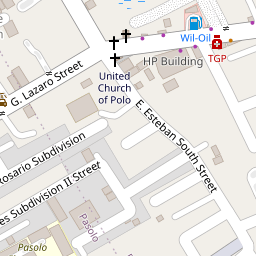 Wil-Oil
TGP
HP Building
G. Lazaro Street
United
Church
of Polo
E. Esteban South Street
Rosario Subdivision
es Subdivision II Street
Pasolo
Pasolo